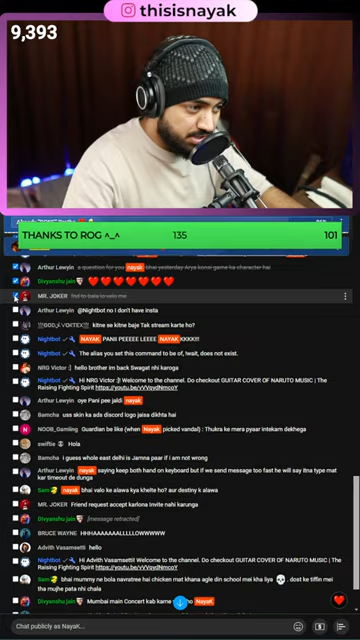 thisisnayak
9,393
THANKS TO ROG ^_^ 135 101
Arthur Lewyin a question for you nayak bhai yesterday Arya konsi game ka character hai
Divyanshu jain
MR. JOKER
Arthur Lewyin @Nightbot no I don't have insta
kitne se kitne baje Tak stream karte ho?
Nightbot NAYAK PANI PEEEEE LEEEE NAYAK KKKK!!
Nightbot The alias you set this command to be of, !wait, does not exist.
NRG Victor hello brother im back Swagat nhi karoga
Nightbot Hi NRG Victor Welcome to the channel. Do checkout GUITAR COVER OF NARUTO MUSIC | The
Raising Fighting Spirit https://youtu.be/vVVoydNmcoY
Arthur Lewyin oye Pani pee jaldi nayak
Bamcha uss skin ka ads discord logo jaisa dikhta hai
NOOB_GAMING Guardian be like (when Nayak picked vandal) : Thukra ke mera pyaar intekam dekhega
swiftie Hola
Bamcha i guess whole east delhi is Jamna paar if i am not wrong
Arthur Lewyin nayak saying keep both hand on keyboard but if we send message too fast he will say itna type mat
kar timeout de dunga
Sam nayak bhai valo ke alawa kya khelte ho? aur destiny k alawa
MR. JOKER Friend request accept karlona Invite nahi karunga
Divyanshu jain [message retracted]
BRUCE WAYNE HHHAAAAAAALLLLOWWWWW
Advith Vasamsetti hello
Nightbot Hi Advith Vasamsetti! Welcome to the channel. Do checkout GUITAR COVER OF NARUTO MUSIC |
The Raising Fighting Spirit https://youtu.be/vVVoydNmcoY
Sam bhai mummy ne bola navratree hai chicken mat khana agle din school mei kha liya dost ke tiffin mei
tha mujhe pata nhi chala
Divyanshu jain Mumbai main Concert kab karne Nayak
Chat publicly as NayaK...